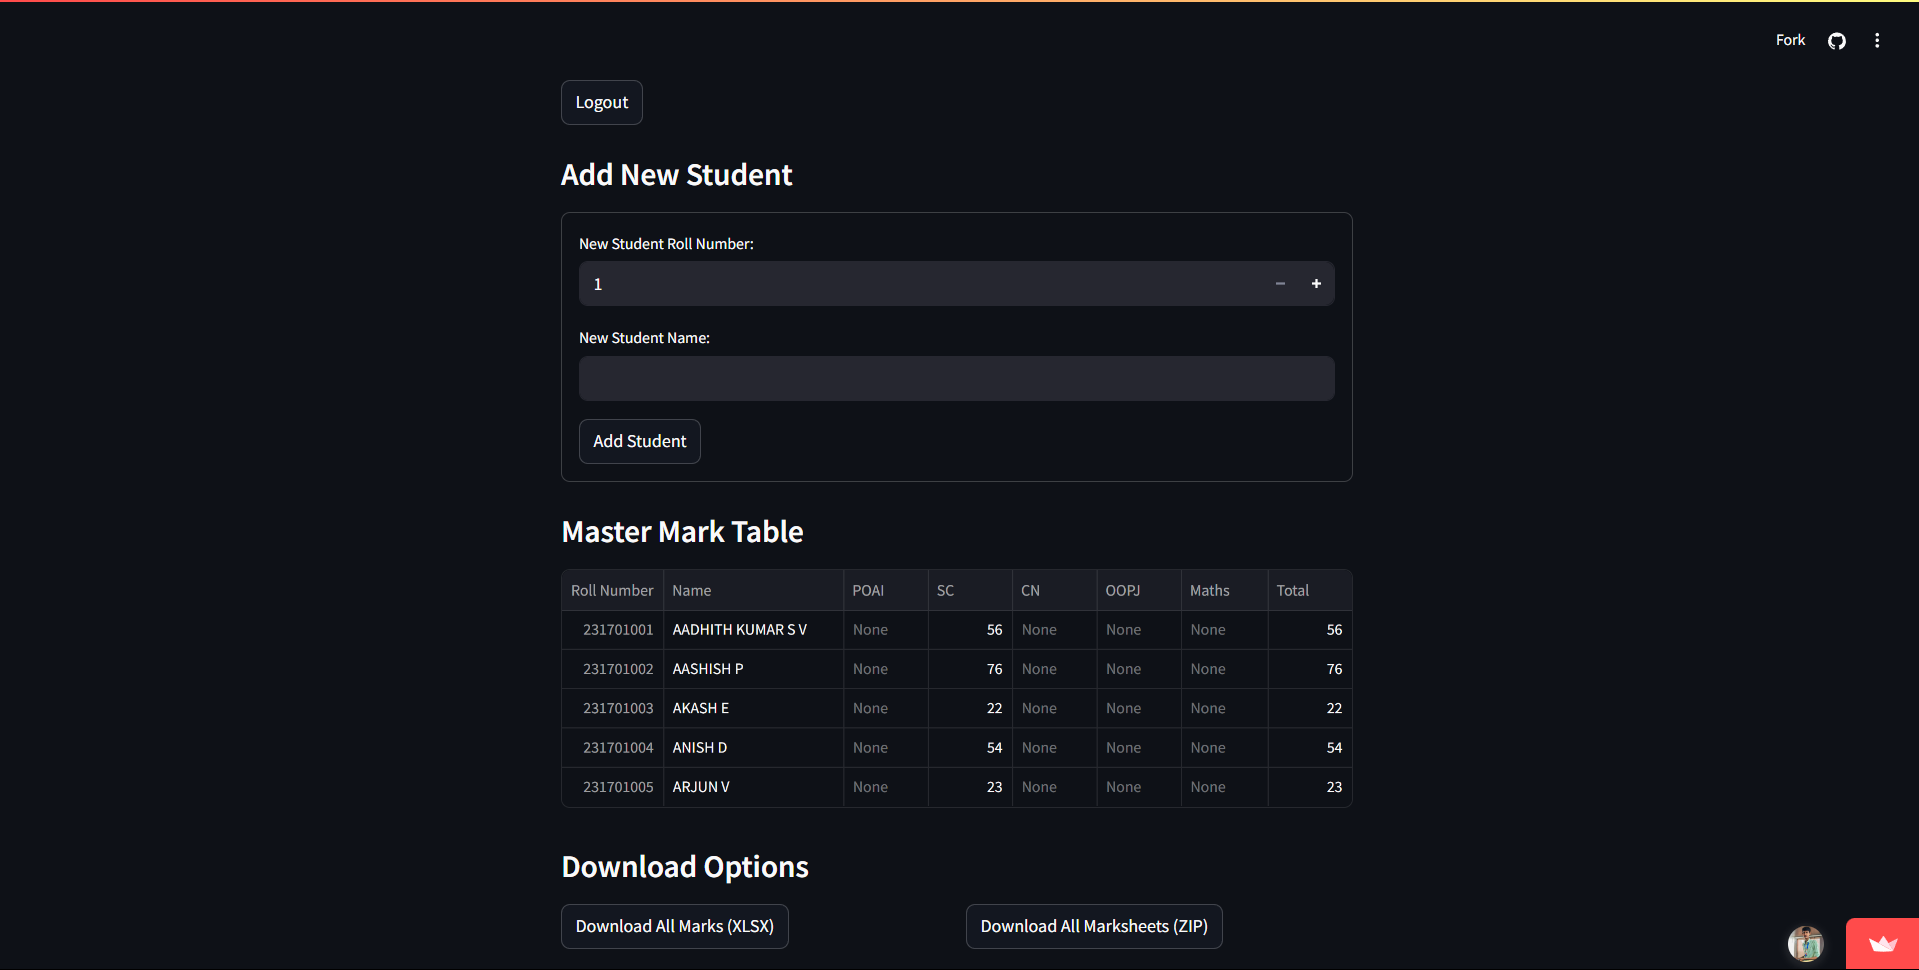 Fork
Logout
Add New Student
New Student Roll Number:
1
New Student Name:
Add Student
Master Mark Table
Roll Number Name POAI SC CN OOPJ Maths Total
231701001 AADHITH KUMAR S V None 56 None None None 56
231701002 AASHISH P None 76 None None None 76
231701003 AKASH E None 22 None None None 22
231701004 ANISH D None 54 None None None 54
231701005 ARJUN V None 23 None None None 23
Download Options
Download All Marks (XLSX) Download All Marksheets (ZIP)